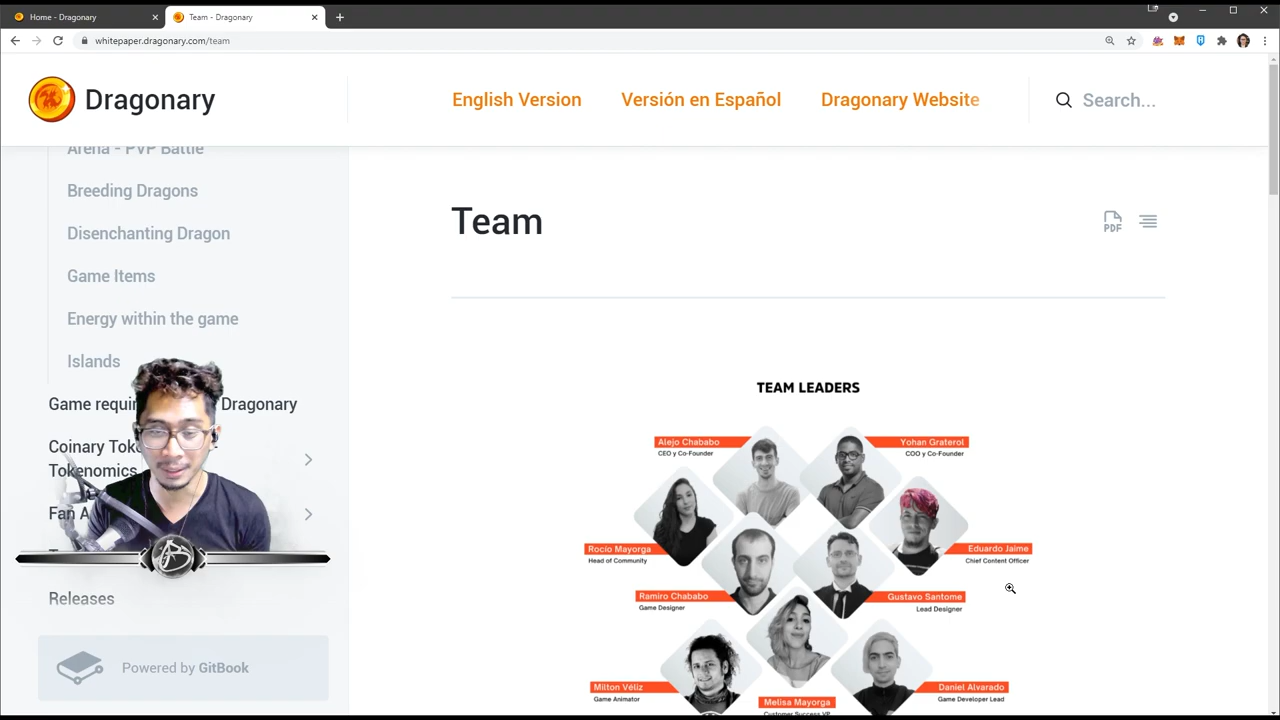 Home - Dragonary
Team - Dragonary
whitepaper.dragonary.com/team
Dragonary
English Version
Versión en Español
Dragonary Website
Search...
Arena - PVP Battle
Breeding Dragons
Disenchanting Dragon
Game Items
Energy within the game
Islands
Game requi Dragonary
Coinary Tok
Tokenomics
Fan A
Releases
Powered by GitBook
Team
PDF
TEAM LEADERS
Alejo Chababo
CEO y Co-Founder
Yohan Graterol
COO y Co-Founder
Rocío Mayorga
Head of Community
Eduardo Jaime
Chief Content Officer
Ramiro Chababo
Game Designer
Gustavo Santome
Lead Designer
Milton Véliz
Game Animator
Melisa Mayorga
Customer Success VP
Daniel Alvarado
Game Developer Lead